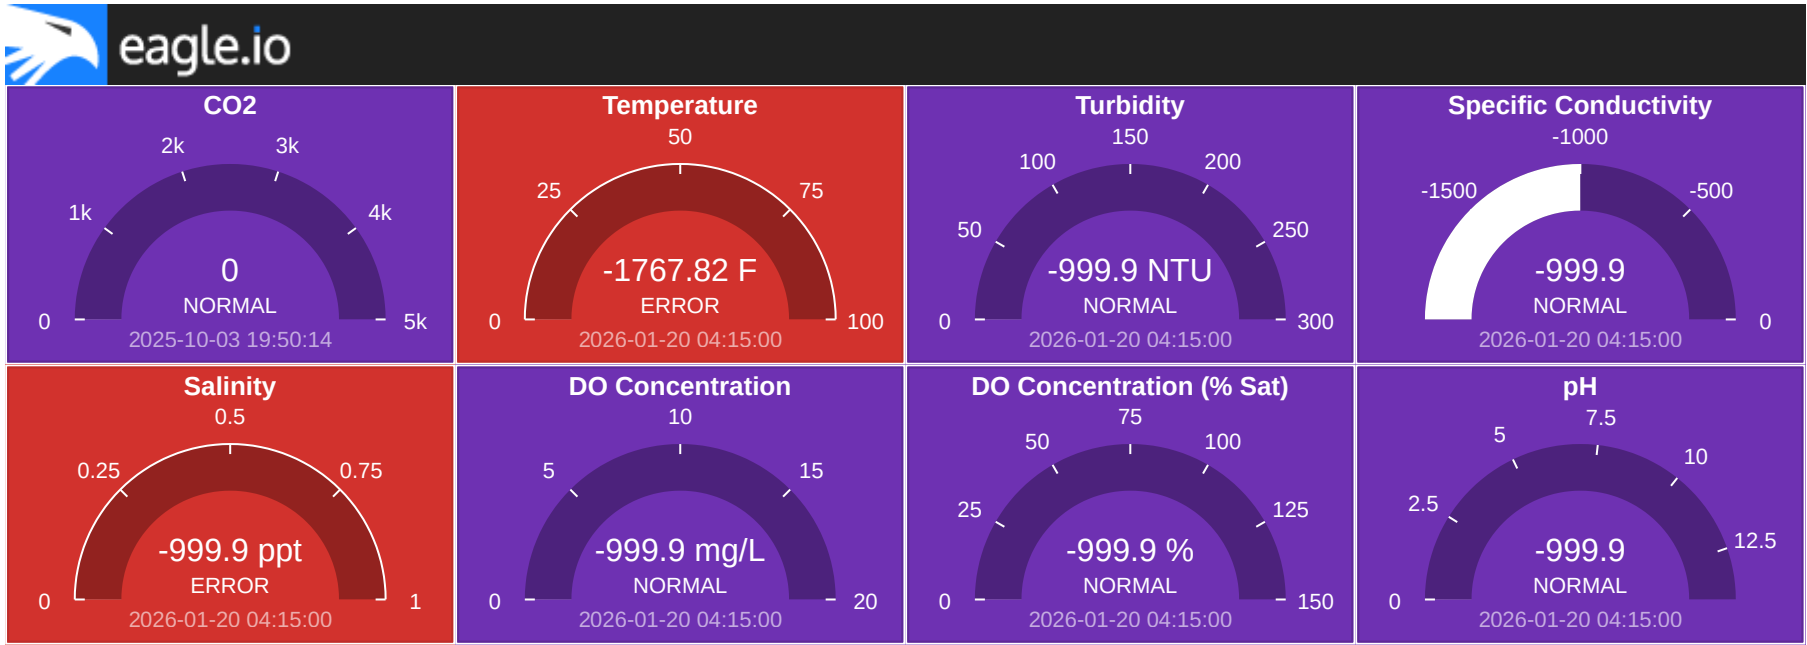 eagle.io
CO2
2k
3k
1k
4k
0
NORMAL
0
5k
2025-10-03 19:50:14
Temperature
50
25
75
-1767.82 F
ERROR
0
100
2026-01-20 04:15:00
Turbidity
150
100
200
50
250
-999.9 NTU
NORMAL
0
300
2026-01-20 04:15:00
Specific Conductivity
-1000
-1500
-500
-999.9
NORMAL
0
2026-01-20 04:15:00
Salinity
0.5
0.25
0.75
-999.9 ppt
ERROR
0
1
2026-01-20 04:15:00
DO Concentration
10
5
15
-999.9 mg/L
NORMAL
0
20
2026-01-20 04:15:00
DO Concentration (% Sat)
75
50
100
25
125
-999.9 %
NORMAL
0
150
2026-01-20 04:15:00
pH
7.5
5
10
2.5
12.5
-999.9
NORMAL
0
2026-01-20 04:15:00